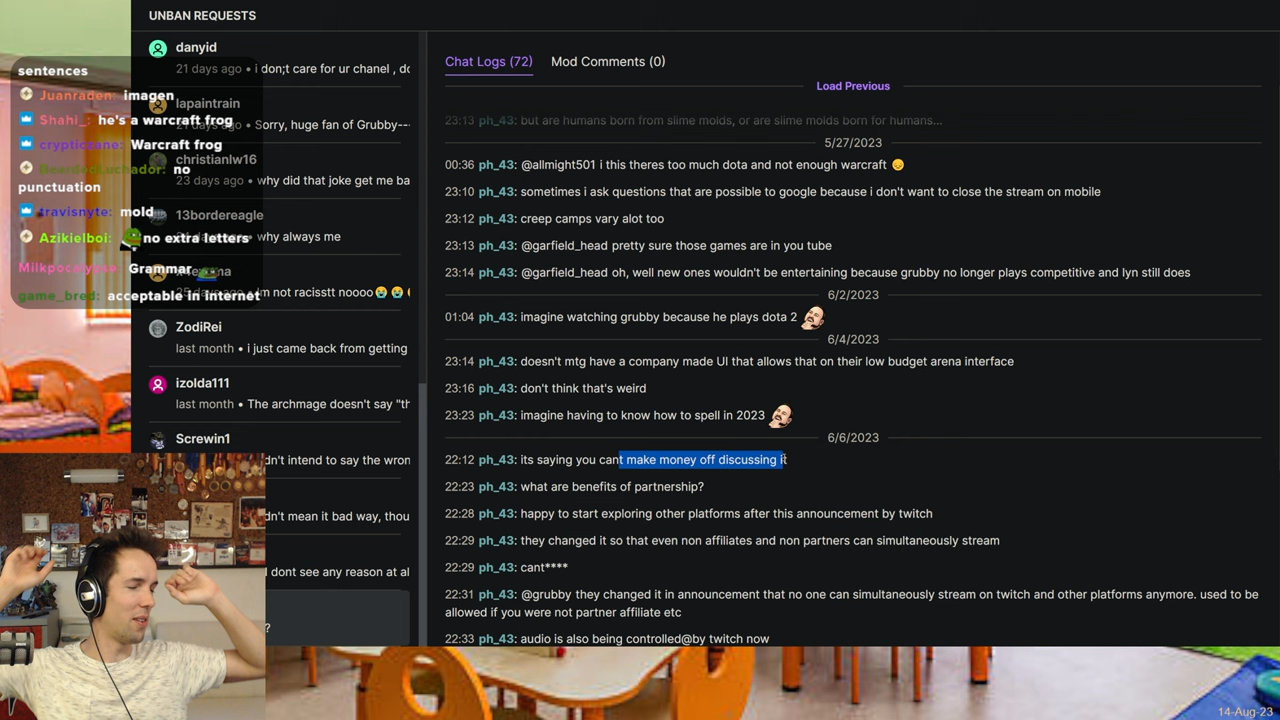 UNBAN REQUESTS
sentences
Juanraden: imagen
Shahi_: he's a warcraft frog
crypticzane: Warcraft frog
BeardedLuchador: no
punctuation
travisnyte: mold
Azikielboi: no extra letters
Milkpocalypse: Grammar
game_bred: acceptable in internet
danyid
21 days ago • i don;t care for ur chanel , dc
lapaintrain
21 days ago • Sorry, huge fan of Grubby--
christianlw16
23 days ago • why did that joke get me ba
13bordereagle
why always me
im not racisstt noooo😭😭
ZodiRei
last month • i just came back from getting
izolda111
last month • The archmage doesn't say "th
Screwin1
dn't intend to say the wron
dn't mean it bad way, thou
dont see any reason at al
?
Chat Logs (72) Mod Comments (0)
Load Previous
23:13 ph_43: but are humans born from slime molds, or are slime molds born for humans...
5/27/2023
00:36 ph_43: @allmight501 i this theres too much dota and not enough warcraft 😞
23:10 ph_43: sometimes i ask questions that are possible to google because i don't want to close the stream on mobile
23:12 ph_43: creep camps vary alot too
23:13 ph_43: @garfield_head pretty sure those games are in you tube
23:14 ph_43: @garfield_head oh, well new ones wouldn't be entertaining because grubby no longer plays competitive and lyn still does
6/2/2023
01:04 ph_43: imagine watching grubby because he plays dota 2
6/4/2023
23:14 ph_43: doesn't mtg have a company made UI that allows that on their low budget arena interface
23:16 ph_43: don't think that's weird
23:23 ph_43: imagine having to know how to spell in 2023
6/6/2023
22:12 ph_43: its saying you cant make money off discussing it
22:23 ph_43: what are benefits of partnership?
22:28 ph_43: happy to start exploring other platforms after this announcement by twitch
22:29 ph_43: they changed it so that even non affiliates and non partners can simultaneously stream
22:29 ph_43: cant****
22:31 ph_43: @grubby they changed it in announcement that no one can simultaneously stream on twitch and other platforms anymore. used to be
allowed if you were not partner affiliate etc
22:33 ph_43: audio is also being controlled@by twitch now
14-Aug-23